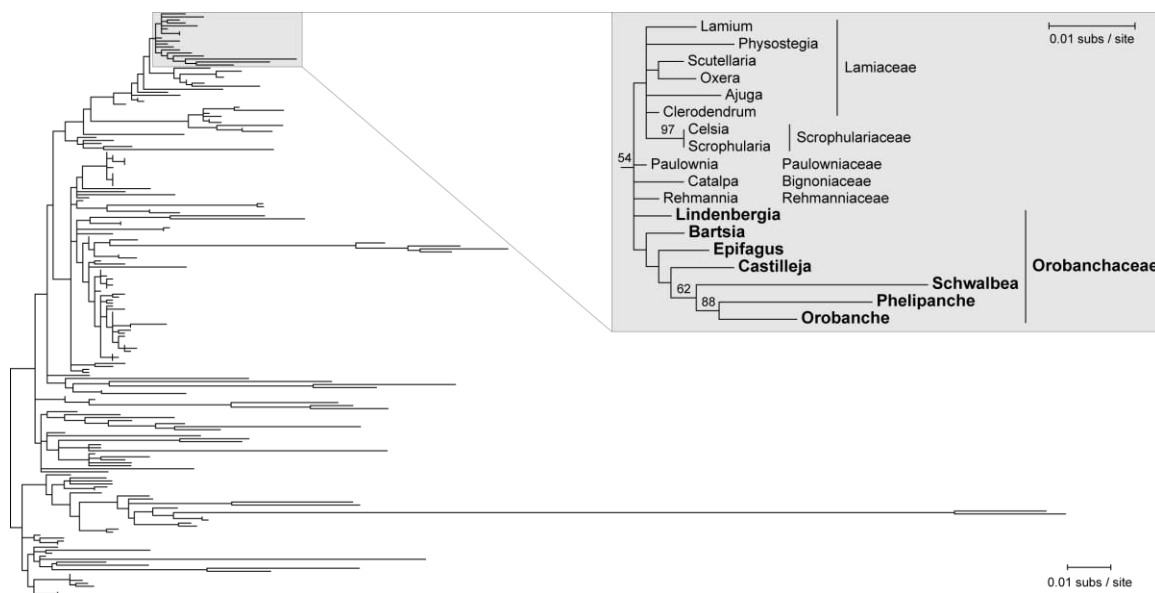 Lamium
0.01 subs / site
Physostegia
Scutellaria
Lamiaceae
Oxera
Ajuga
Clerodendrum
97
Celsia
Scrophulariaceae
Scrophularia
54
Paulownia
Paulowniaceae
Catalpa
Bignoniaceae
Rehmannia
Rehmanniaceae
Lindenbergia
Bartsia
Epifagus
Orobanchaceae
Castilleja
Schwalbea
62
Phelipanche
88
Orobanche
0.01 subs / site